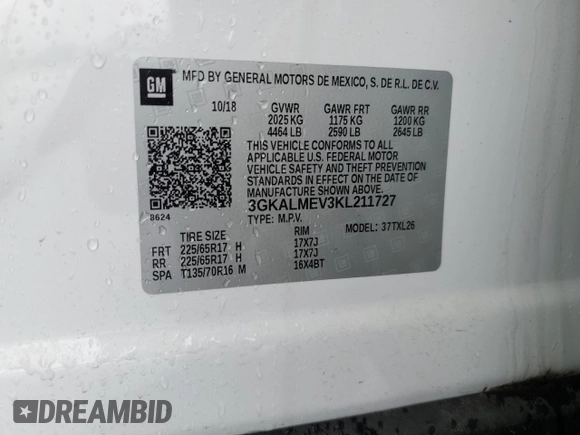 GM
MFD BY GENERAL MOTORS DE MEXICO, S. DE R.L. DE C.V.
10/18 GVWR GAWR FRT GAWR RR
2025 KG 1175 KG 1200 KG
4464 LB 2590 LB 2645 LB
THIS VEHICLE CONFORMS TO ALL
APPLICABLE U.S. FEDERAL MOTOR
VEHICLE SAFETY AND THEFT PREVENTION
STANDARDS IN EFFECT ON THE DATE OF
MANUFACTURE SHOWN ABOVE.
3GKALMEV3KL211727
8624 TYPE: M.P.V. 37TXL26
TIRE SIZE RIM
FRT 225/65R17 H 17X7J
RR 225/65R17 H 17X7J
SPA T135/70R16 M 16X4BT
DREAMBID